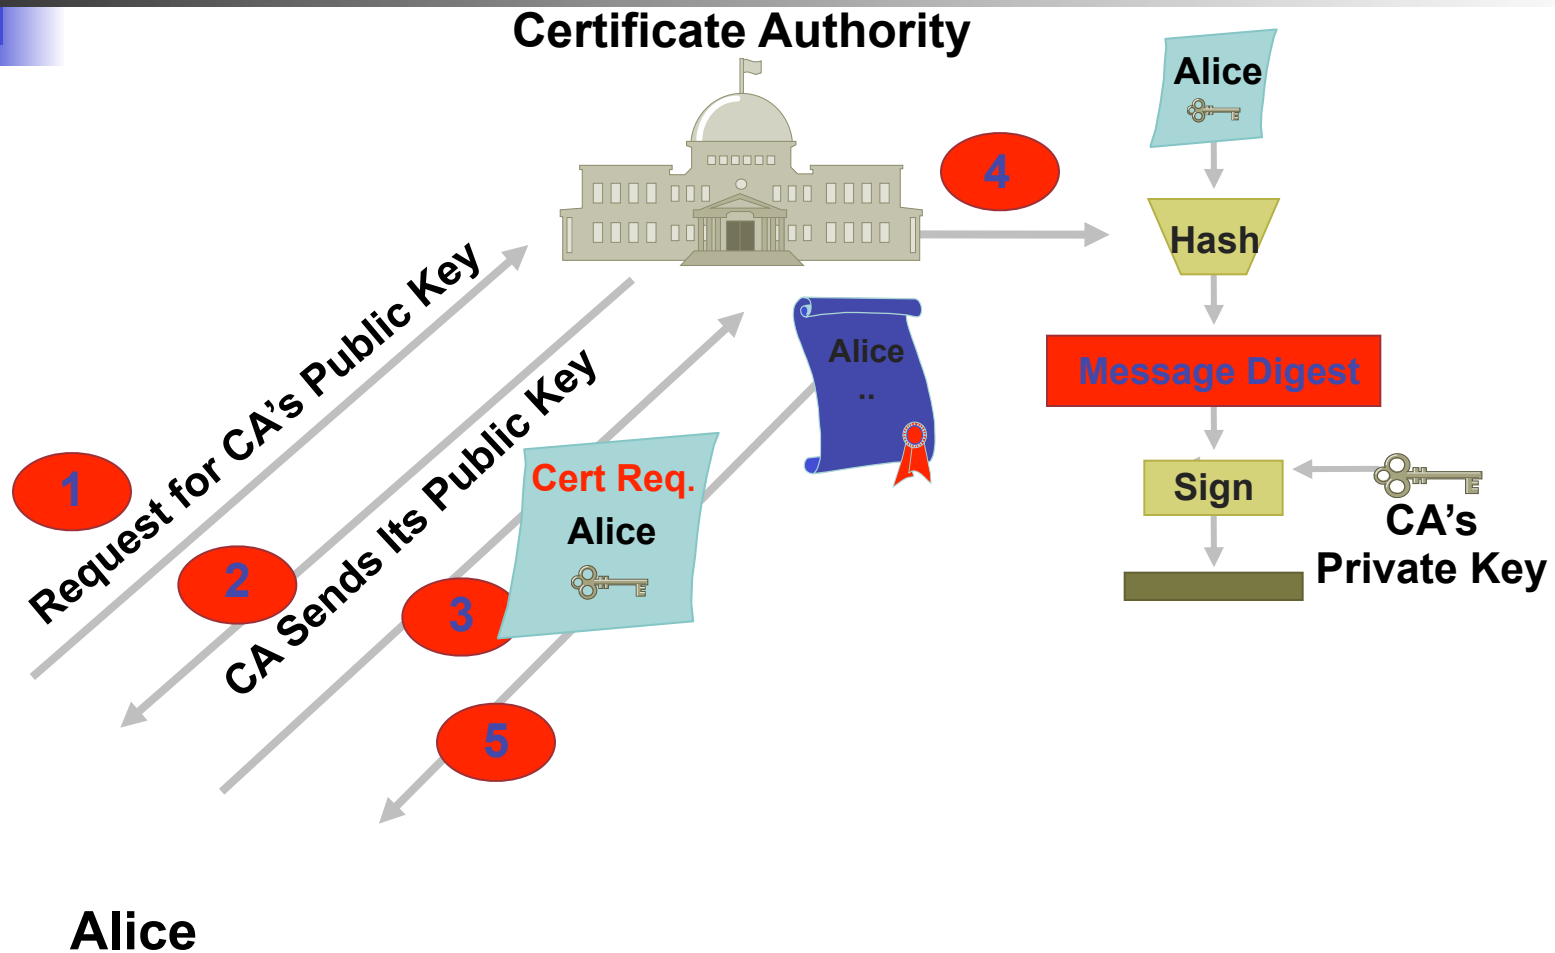 Certificate Authority
Alice
4
Hash
Request for CA's Public Key
Alice
..
Message Digest
CA Sends Its Public Key
1
Cert Req.
Alice
Sign
CA's
Private Key
2
3
5
Alice